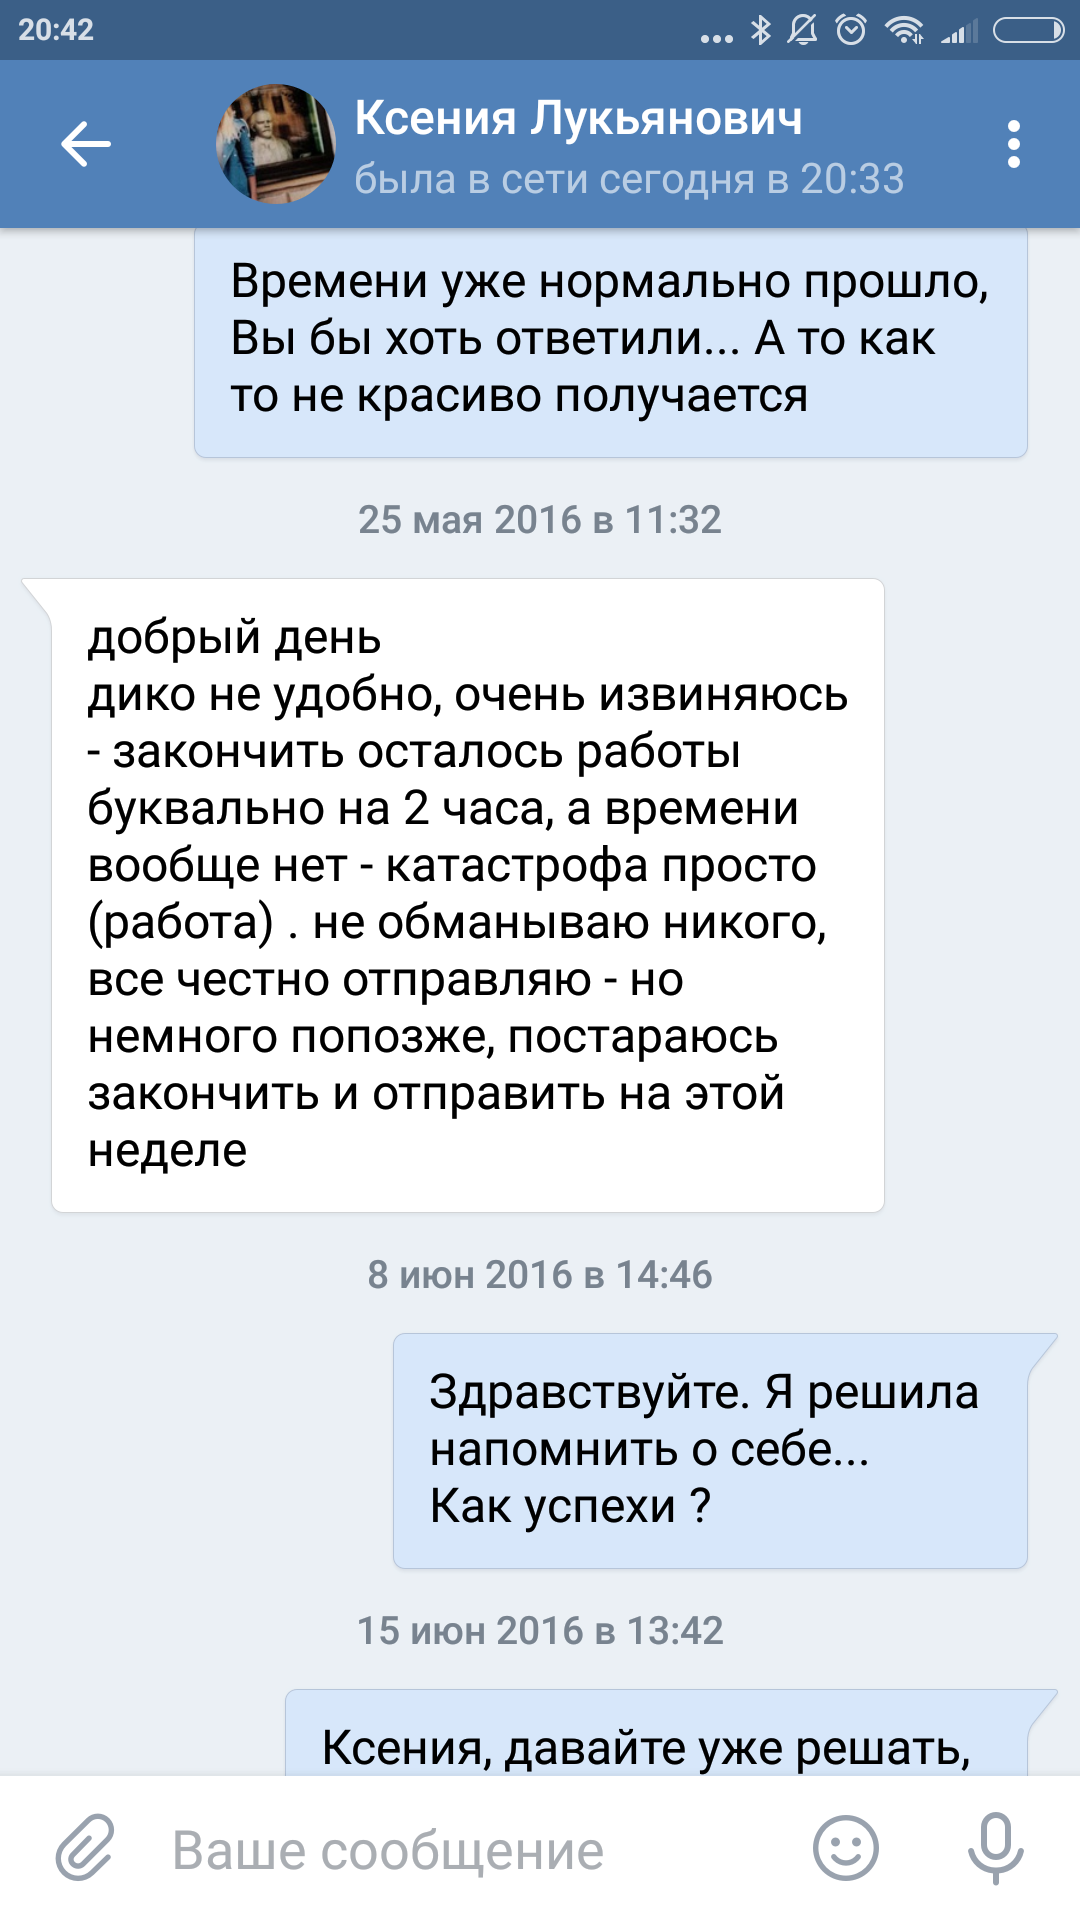 20:42
Ксения Лукьянович
была в сети сегодня в 20:33
Времени уже нормально прошло,
Вы бы хоть ответили... А то как
то не красиво получается
25 мая 2016 в 11:32
добрый день
дико не удобно, очень извиняюсь
- закончить осталось работы
буквально на 2 часа, а времени
вообще нет - катастрофа просто
(работа) . не обманываю никого,
все честно отправляю - но
немного попозже, постараюсь
закончить и отправить на этой
неделе
8 июн 2016 в 14:46
Здравствуйте. Я решила
напомнить о себе...
Как успехи ?
15 июн 2016 в 13:42
Ксения, давайте уже решать,
Ваше сообщение